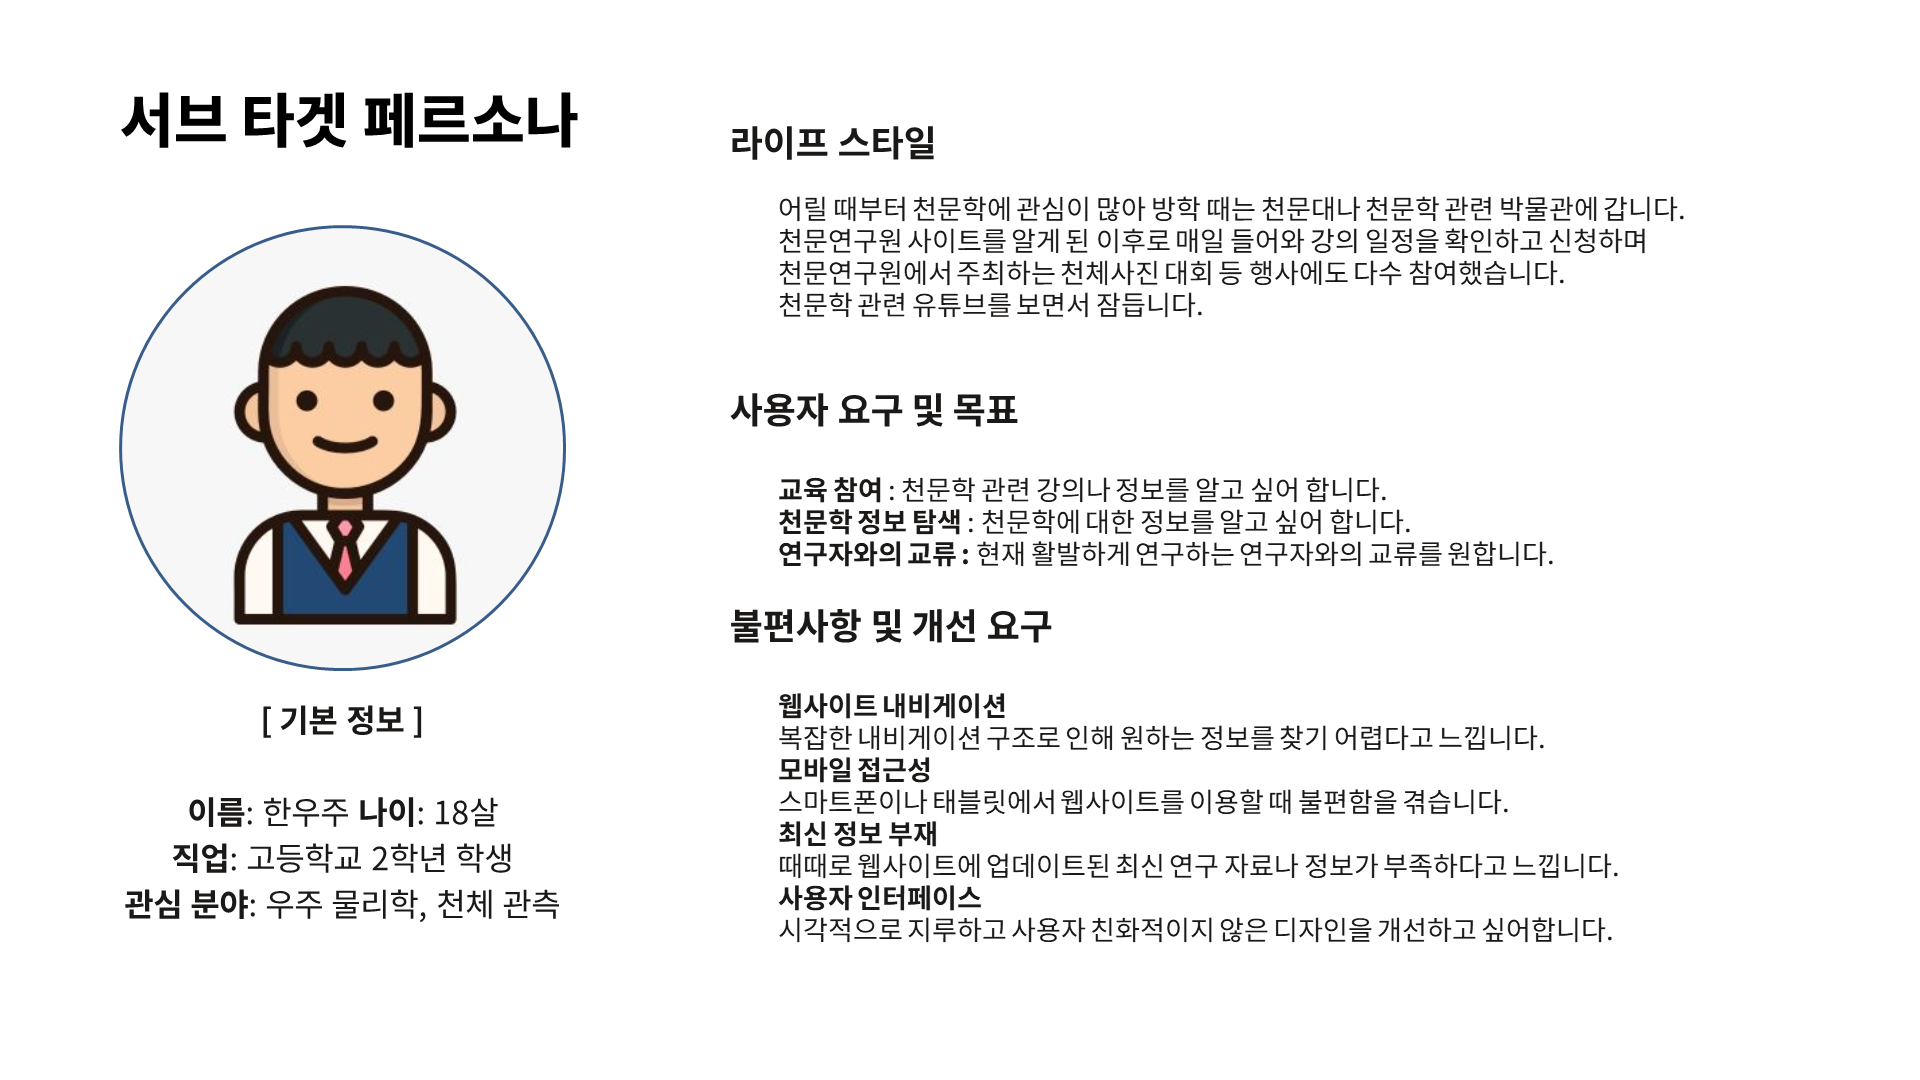 서브 타겟 페르소나
[ 기본 정보 ]
이름: 한우주 나이: 18살
직업: 고등학교 2학년 학생
관심 분야: 우주 물리학, 천체 관측
라이프 스타일
어릴 때부터 천문학에 관심이 많아 방학 때는 천문대나 천문학 관련 박물관에 갑니다.
천문연구원 사이트를 알게 된 이후로 매일 들어와 강의 일정을 확인하고 신청하며
천문연구원에서 주최하는 천체사진 대회 등 행사에도 다수 참여했습니다.
천문학 관련 유튜브를 보면서 잠듭니다.
사용자 요구 및 목표
교육 참여 : 천문학 관련 강의나 정보를 알고 싶어 합니다.
천문학 정보 탐색 : 천문학에 대한 정보를 알고 싶어 합니다.
연구자와의 교류 : 현재 활발하게 연구하는 연구자와의 교류를 원합니다.
불편사항 및 개선 요구
웹사이트 내비게이션
복잡한 내비게이션 구조로 인해 원하는 정보를 찾기 어렵다고 느낍니다.
모바일 접근성
스마트폰이나 태블릿에서 웹사이트를 이용할 때 불편함을 겪습니다.
최신 정보 부재
때때로 웹사이트에 업데이트된 최신 연구 자료나 정보가 부족하다고 느낍니다.
사용자 인터페이스
시각적으로 지루하고 사용자 친화적이지 않은 디자인을 개선하고 싶어합니다.